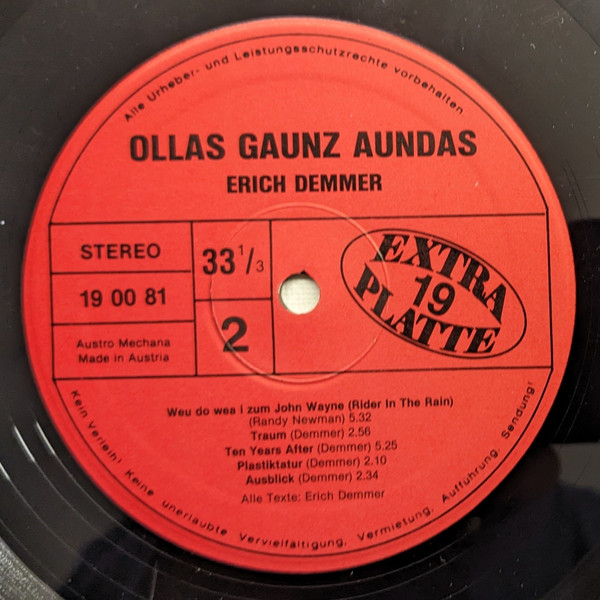 Alle Urheber- und Leistungsschutzrechte vorbehalten
OLLAS GAUNZ AUNDAS
ERICH DEMMER
STEREO
33 1/3
19 00 81
2
Austro Mechana
Made in Austria
EXTRA
19
PLATTE
Weu do wea i zum John Wayne (Rider In The Rain)
(Randy Newman) 5.32
Traum (Demmer) 2.56
Ten Years After (Demmer) 5.25
Plastiktatur (Demmer) 2.10
Ausblick (Demmer) 2.34
Alle Texte: Erich Demmer
Kein Verleih! Keine unerlaubte Vervielfältigung, Vermietung, Aufführung, Sendung!